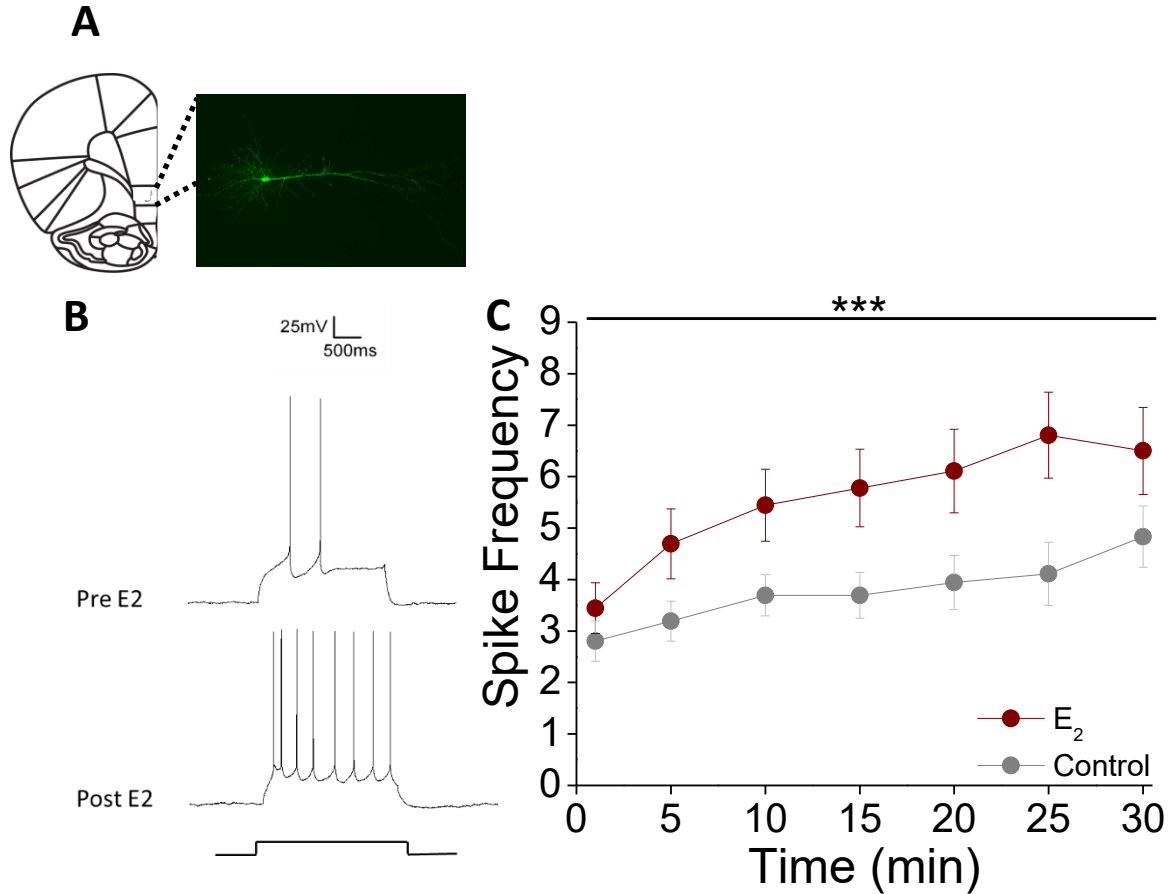 A
B
25mV
500ms
Pre E2
Post E2
C
***
Spike Frequency
9
8
7
6
5
4
3
2
1
0
E₂
Control
0 5 10 15 20 25 30
Time (min)